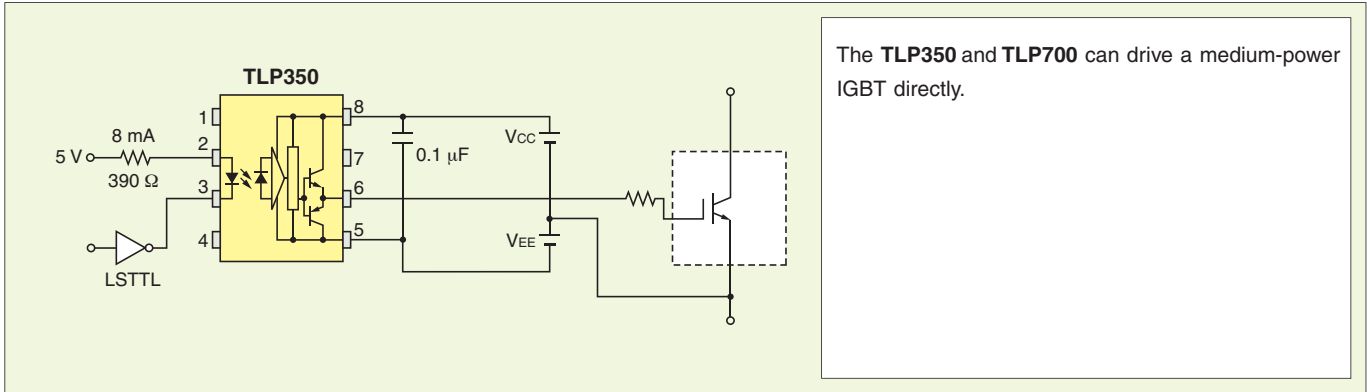 TLP350
8 mA
5 V
390 Ω
LSTTL
1
2
3
4
8
7
6
5
0.1 μF
VCC
VEE
The TLP350 and TLP700 can drive a medium-power
IGBT directly.